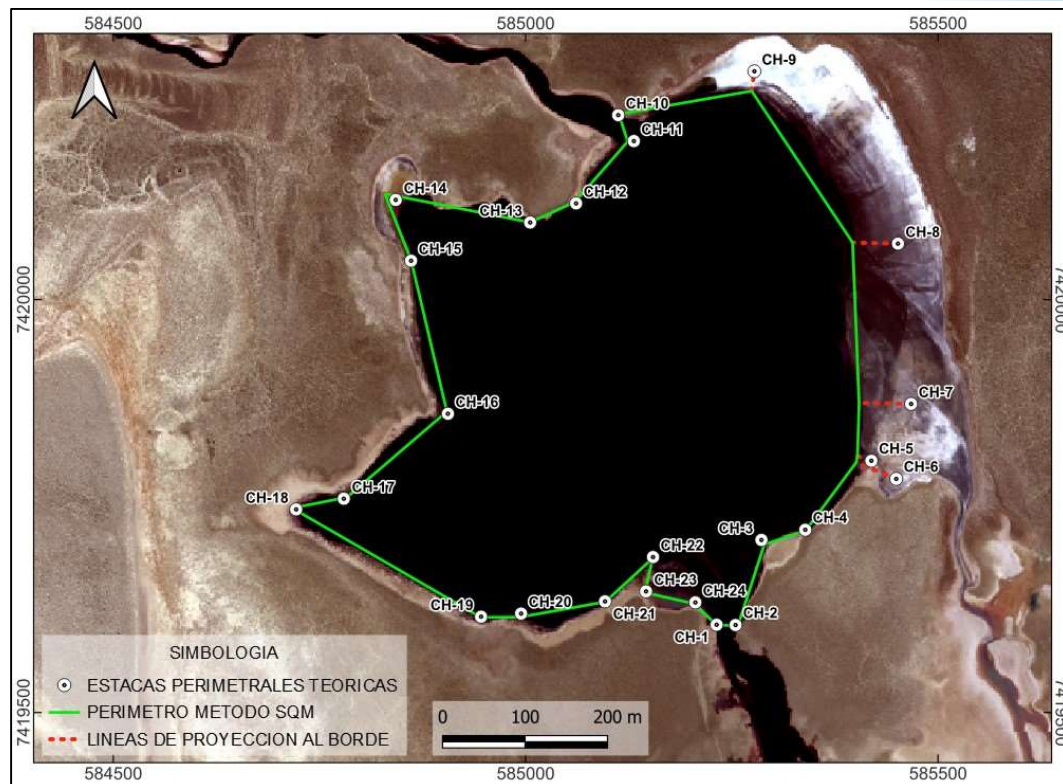 584500
585000
585500
CH-9
CH-10
CH-11
CH-14
CH-12
CH-13
CH-8
CH-15
7420000
7420000
CH-7
CH-16
CH-5
CH-6
CH-17
CH-18
CH-4
CH-3
CH-22
CH-23
CH-24
CH-20
CH-21
CH-19
CH-1
CH-2
SIMBOLOGIA
ESTACAS PERIMETRALES TEORICAS
PERIMETRO METODO SQM
LINEAS DE PROYECCION AL BORDE
0 100 200 m
7419500
7419500
584500
585000
585500